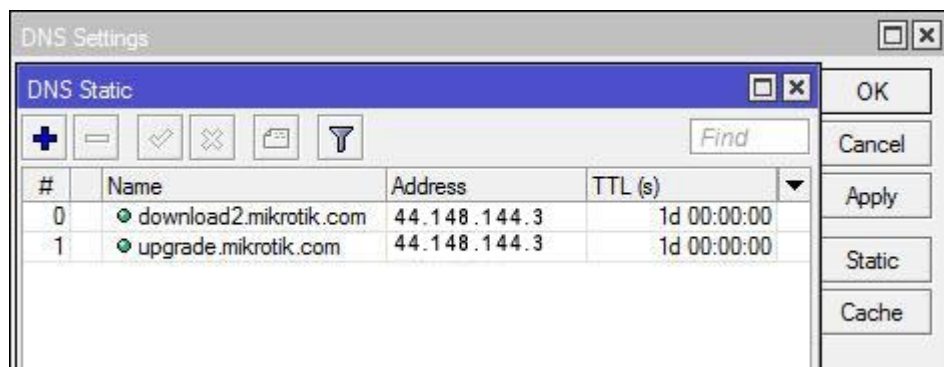 DNS Settings
DNS Static
OK
Find
Cancel
# Name Address TTL (s)
Apply
0 download2.mikrotik.com 44.148.144.3 1d 00:00:00
1 upgrade.mikrotik.com 44.148.144.3 1d 00:00:00
Static
Cache